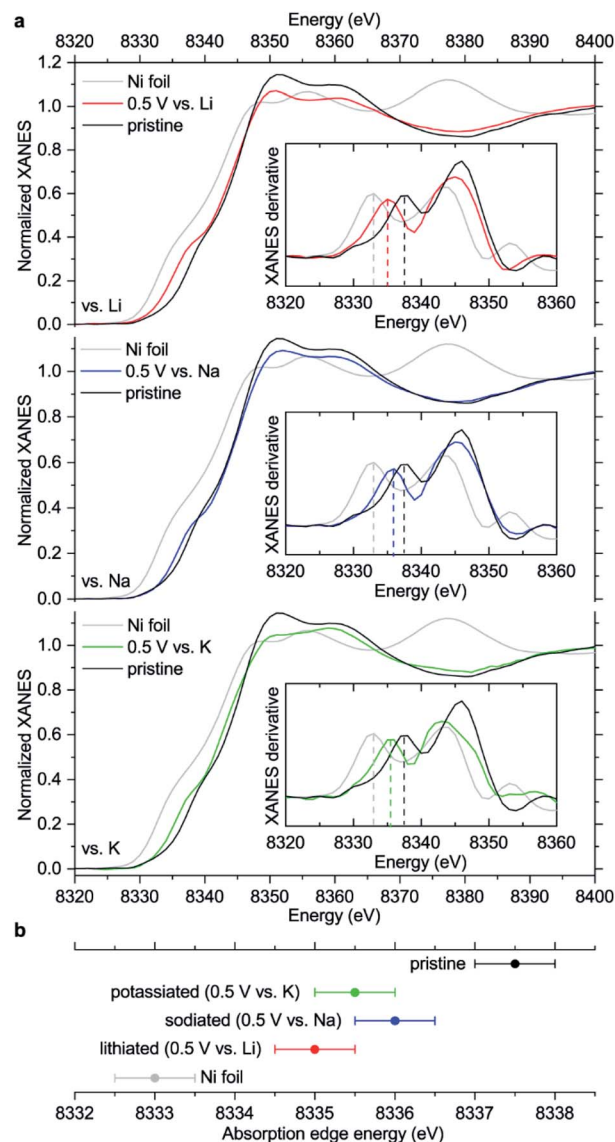 a
Energy (eV)
8320 8330 8340 8350 8360 8370 8380 8390 8400
1.2
1.0
0.8
0.6
0.4
0.2
0.0
Normalized XANES
Ni foil
0.5 V vs. Li
pristine
vs. Li
XANES derivative
8320 8330 8340 8350 8360
Energy (eV)
1.0
0.8
0.6
0.4
0.2
0.0
Normalized XANES
Ni foil
0.5 V vs. Na
pristine
vs. Na
XANES derivative
8320 8330 8340 8350 8360
Energy (eV)
1.0
0.8
0.6
0.4
0.2
0.0
Normalized XANES
Ni foil
0.5 V vs. K
pristine
vs. K
XANES derivative
8320 8330 8340 8350 8360
Energy (eV)
8320 8330 8340 8350 8360 8370 8380 8390 8400
Energy (eV)
b
pristine
potassiated (0.5 V vs. K)
sodiated (0.5 V vs. Na)
lithiated (0.5 V vs. Li)
Ni foil
8332 8333 8334 8335 8336 8337 8338
Absorption edge energy (eV)